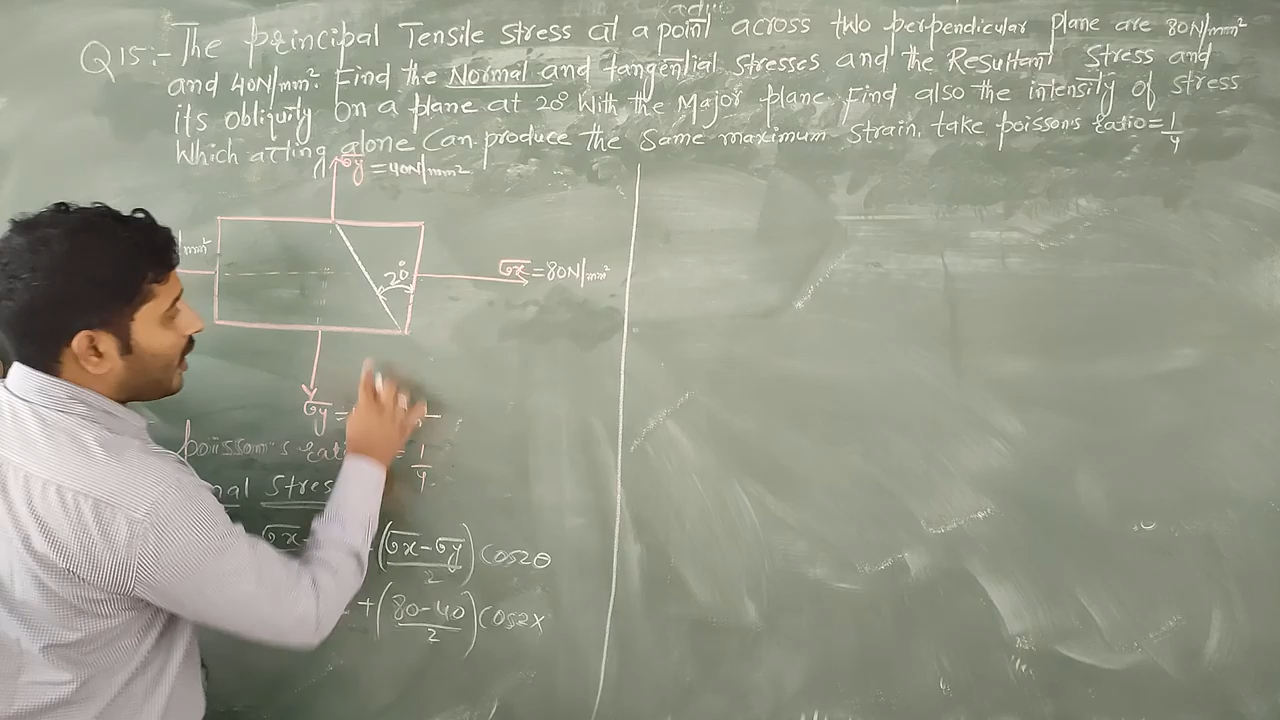 Q15:- The principal Tensile stress at a point across two perpendicular plane are 80N/mm²
and 40N/mm². Find the Normal and tangential stresses and the Resultant Stress and
its obliquity On a plane at 20° With the Major plane. Find also the intensity of stress
Which acting alone Can produce the same maximum strain, take poisson's ratio = 1/4
σy = 40N/mm²
mm²
20°
σx = 80N/mm²
σy =
poission's = 1/4
σx (σx-σy/2) cos2θ
+ (80-40/2) cos2x